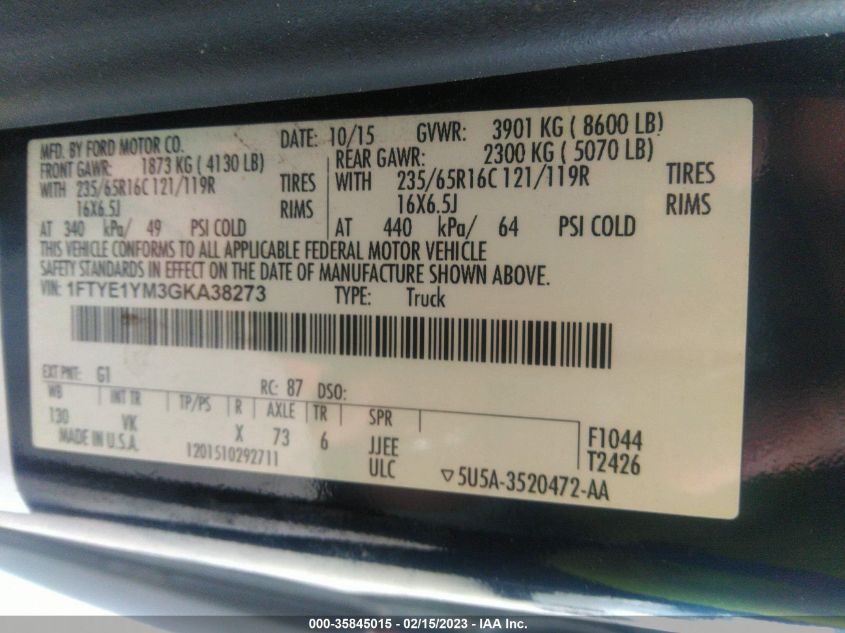 MFD. BY FORD MOTOR CO. DATE: 10/15 GVWR: 3901 KG ( 8600 LB)
FRONT GAWR: 1873 KG ( 4130 LB) REAR GAWR: 2300 KG ( 5070 LB)
WITH 235/65R16C 121/119R TIRES WITH 235/65R16C 121/119R TIRES
16X6.5J RIMS 16X6.5J RIMS
AT 340 kPa/ 49 PSI COLD AT 440 kPa/ 64 PSI COLD
THIS VEHICLE CONFORMS TO ALL APPLICABLE FEDERAL MOTOR VEHICLE
SAFETY STANDARDS IN EFFECT ON THE DATE OF MANUFACTURE SHOWN ABOVE.
VIN: 1FTYE1YM3GKA38273 TYPE: Truck
EXT PNT: G1 RC: 87 DSO:
WB INT TR TP/PS R AXLE TR SPR
130 VK X 73 6 JJEE F1044
MADE IN U.S.A. 1201510292711 ULC T2426
▽5U5A-3520472-AA
000-35845015 - 02/15/2023 - IAA Inc.